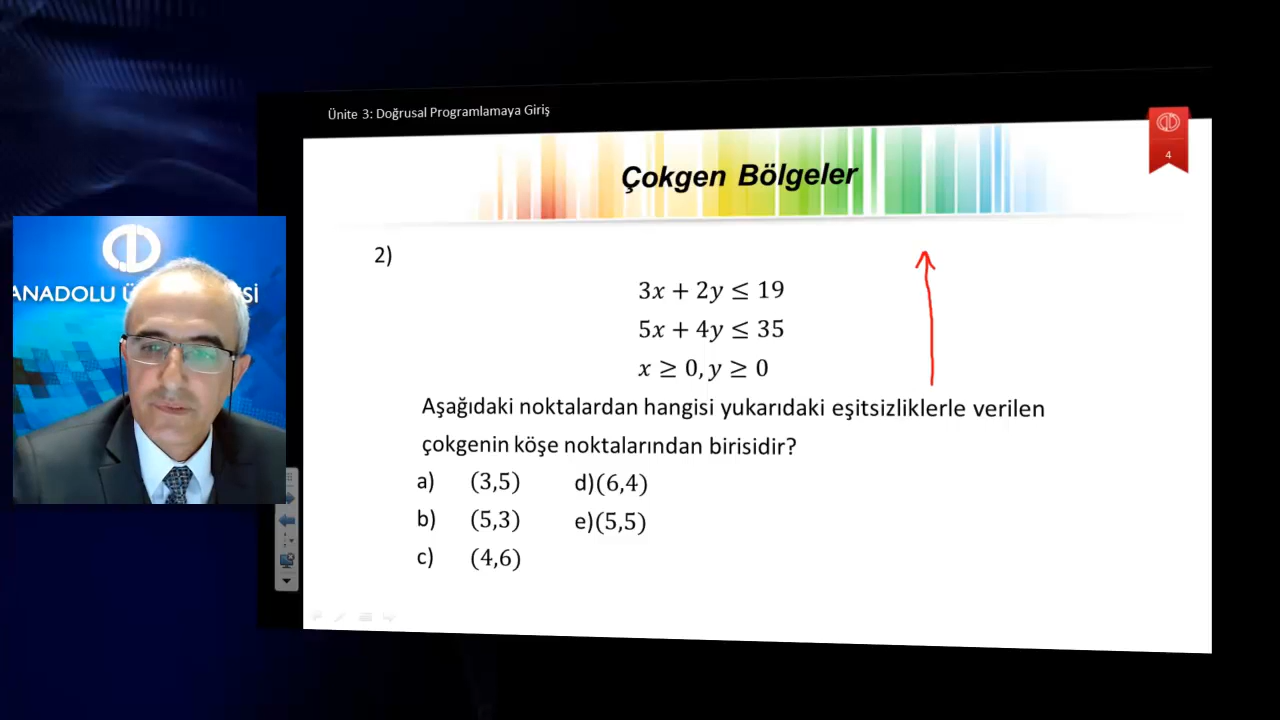 Ünite 3: Doğrusal Programlamaya Giriş
4
Çokgen Bölgeler
ANADOLU Ü Sİ
2)
3x + 2y ≤ 19
5x + 4y ≤ 35
x ≥ 0, y ≥ 0
Aşağıdaki noktalardan hangisi yukarıdaki eşitsizliklerle verilen
çokgenin köşe noktalarından birisidir?
a) (3,5) d)(6,4)
b) (5,3) e)(5,5)
c) (4,6)